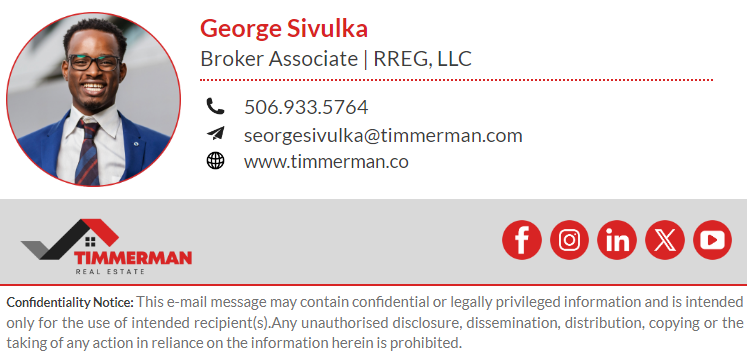 George Sivulka
Broker Associate | RREG, LLC
506.933.5764
seorgesivulka@timmerman.com
www.timmerman.co
TIMMERMAN
REAL ESTATE
f
in
X
Confidentiality Notice: This e-mail message may contain confidential or legally privileged information and is intended
only for the use of intended recipient(s).Any unauthorised disclosure, dissemination, distribution, copying or the
taking of any action in reliance on the information herein is prohibited.